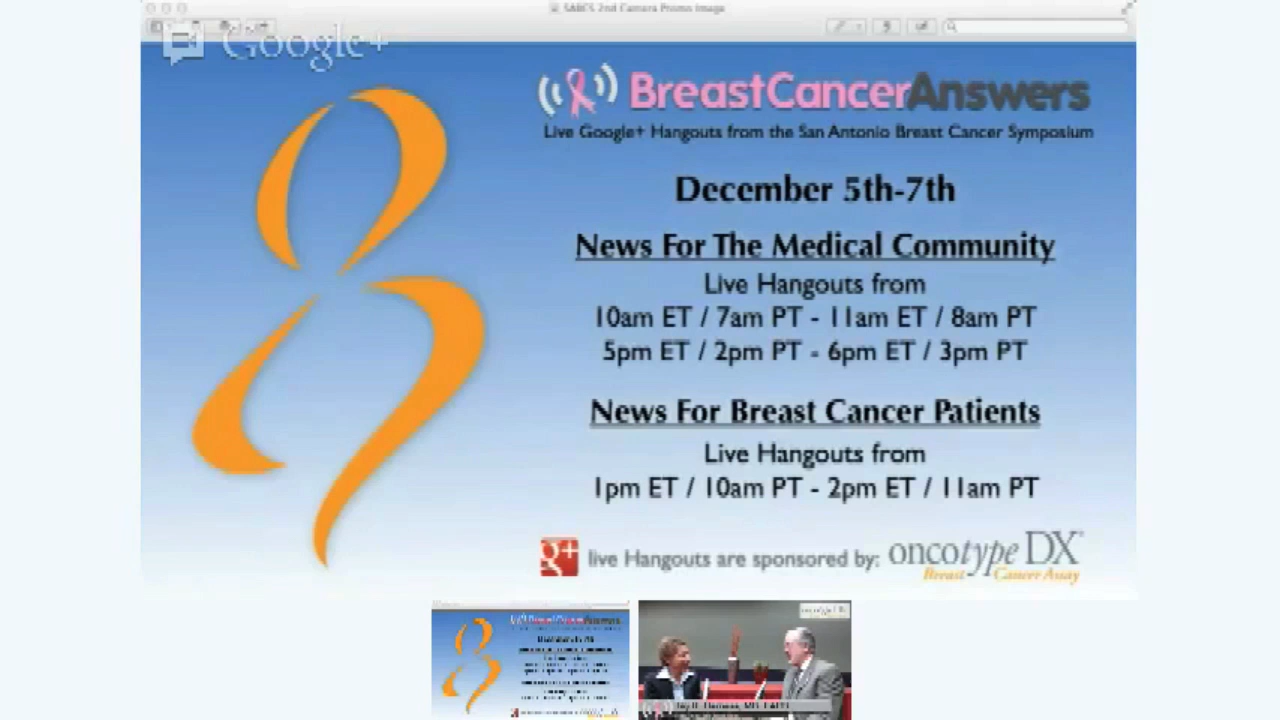 SABCS 2nd Camera Promo Image
Google+
BreastCancerAnswers
Live Google+ Hangouts from the San Antonio Breast Cancer Symposium
December 5th-7th
News For The Medical Community
Live Hangouts from
10am ET / 7am PT - 11am ET / 8am PT
5pm ET / 2pm PT - 6pm ET / 3pm PT
News For Breast Cancer Patients
Live Hangouts from
1pm ET / 10am PT - 2pm ET / 11am PT
g+ live Hangouts are sponsored by: oncotype DX
Breast Cancer Assay